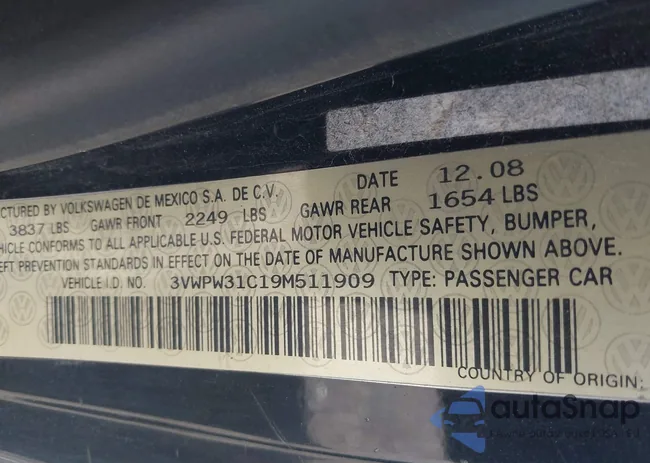 CTURED BY VOLKSWAGEN DE MEXICO S.A. DE C.V. DATE 12.08
3837 LBS GAWR FRONT 2249 LBS GAWR REAR 1654 LBS
EHICLE CONFORMS TO ALL APPLICABLE U.S. FEDERAL MOTOR VEHICLE SAFETY, BUMPER,
EFT PREVENTION STANDARDS IN EFFECT ON THE DATE OF MANUFACTURE SHOWN ABOVE.
VEHICLE I.D. NO. 3VWPW31C19M511909 TYPE: PASSENGER CAR
COUNTRY OF ORIGIN:
autoSnap